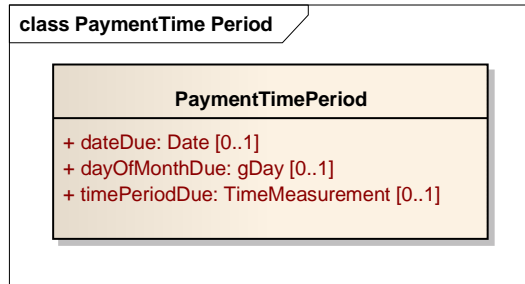 class PaymentTime Period
PaymentTimePeriod
+ dateDue: Date [0..1]
+ dayOfMonthDue: gDay [0..1]
+ timePeriodDue: TimeMeasurement [0..1]